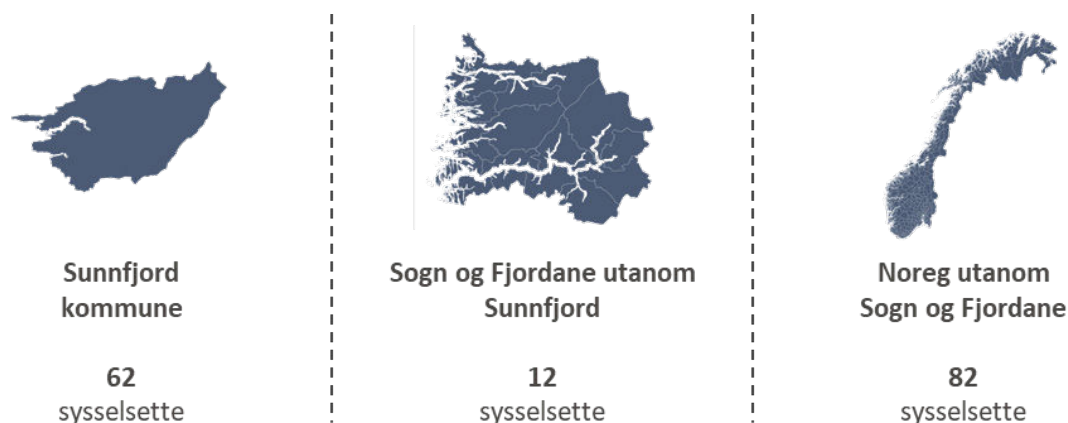 Sunnfjord
kommune
62
sysselsette
Sogn og Fjordane utanom
Sunnfjord
12
sysselsette
Noreg utanom
Sogn og Fjordane
82
sysselsette